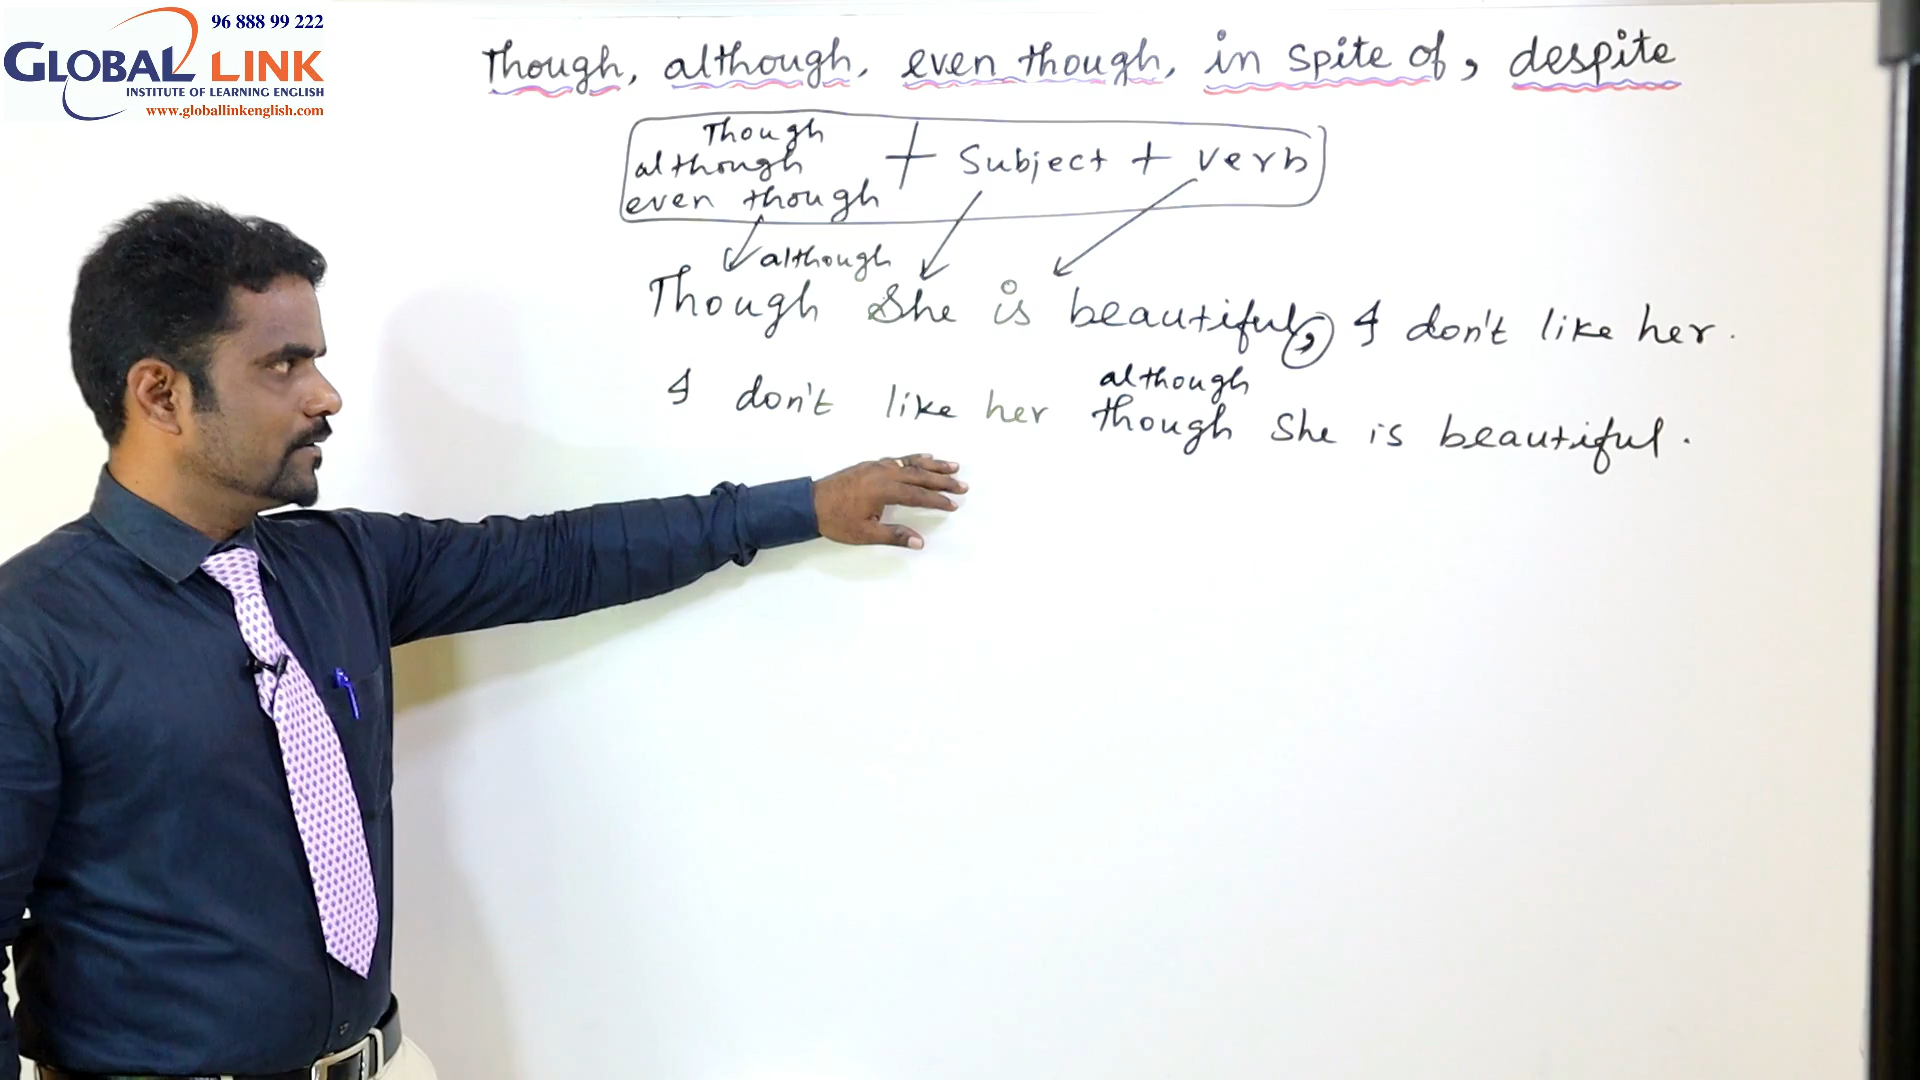 96 888 99 222
GLOBAL LINK
INSTITUTE OF LEARNING ENGLISH
www.globallinkenglish.com
Though, although, even though, in spite of, despite
Though
although
even though
+ Subject + verb
although
Though She is beautiful, I don't like her.
although
I don't like her though She is beautiful.